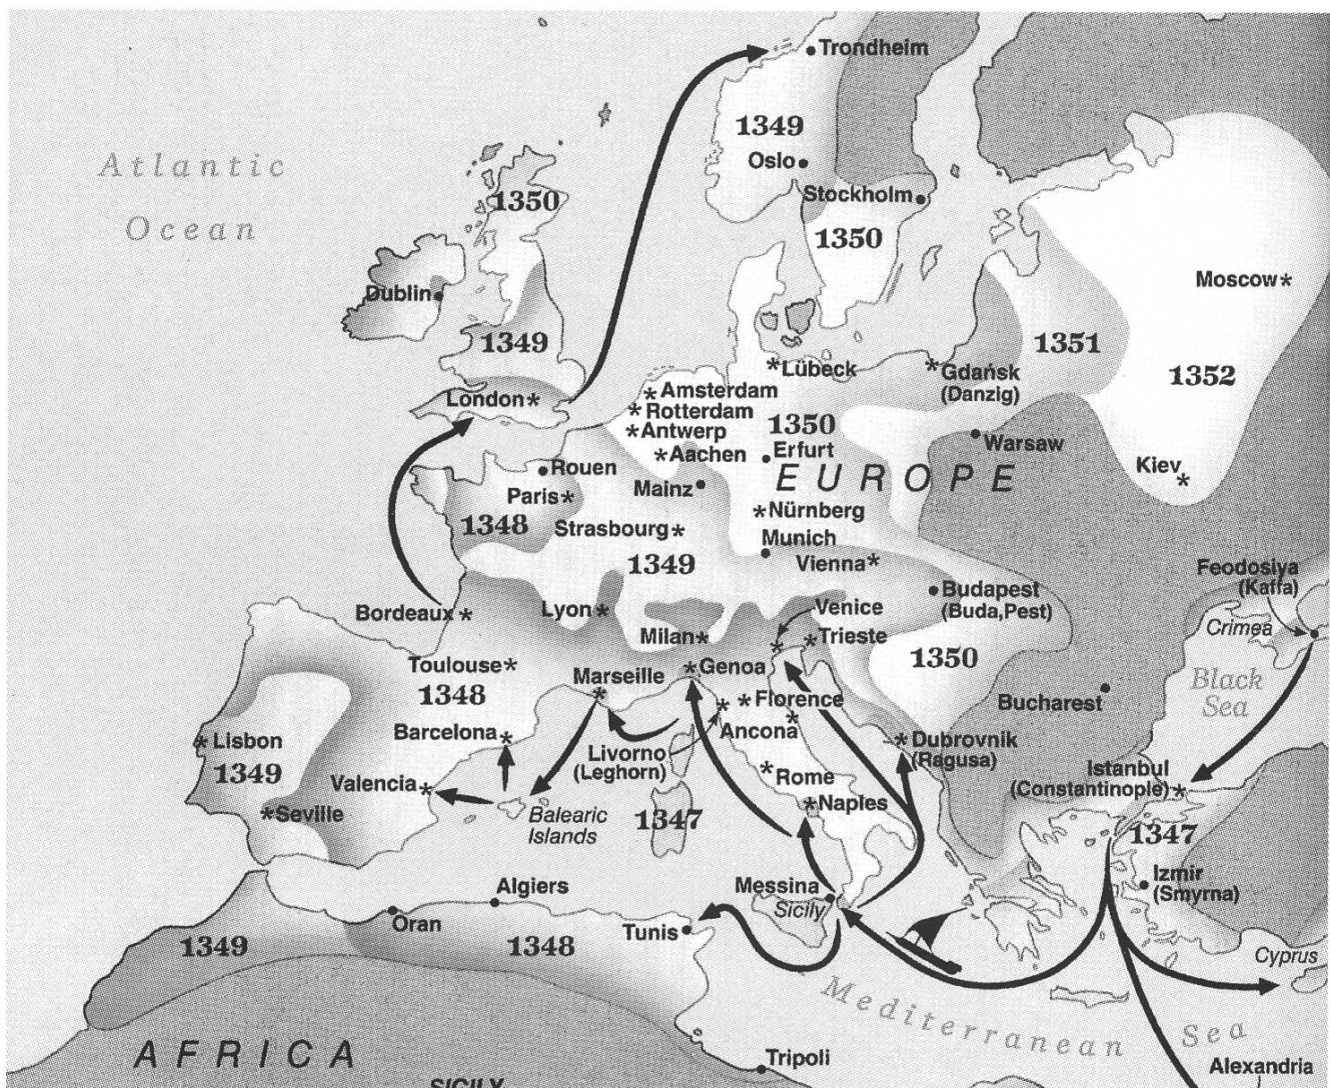 Trondheim
1349
Oslo
Stockholm
1350
Atlantic
Ocean
1350
Dublin
1349
London
Moscow
1351
1352
Lübeck
Gdańsk
(Danzig)
Amsterdam
Rotterdam
Antwerp
Aachen
1350
Erfurt
Warsaw
Kiev
EUROPE
Rouen
Paris
Mainz
1348
Strasbourg
Nürnberg
Munich
1349
Vienna
Bordeaux
Lyon
Milan
Venice
Trieste
Budapest
(Buda,Pest)
Feodosiya
(Kaffa)
Crimea
Black
Sea
1350
Bucharest
Toulouse
1348
Marseille
Genoa
Florence
Ancona
Barcelona
Livorno
(Leghorn)
Lisbon
1349
Seville
Valencia
Balearic
Islands
1347
Rome
Naples
Dubrovnik
(Ragusa)
Istanbul
(Constantinople)
1347
Izmir
(Smyrna)
Messina
Sicily
Algiers
Oran
1349
1348
Tunis
Cyprus
Mediterranean
Sea
Alexandria
Tripoli
AFRICA
SICILY